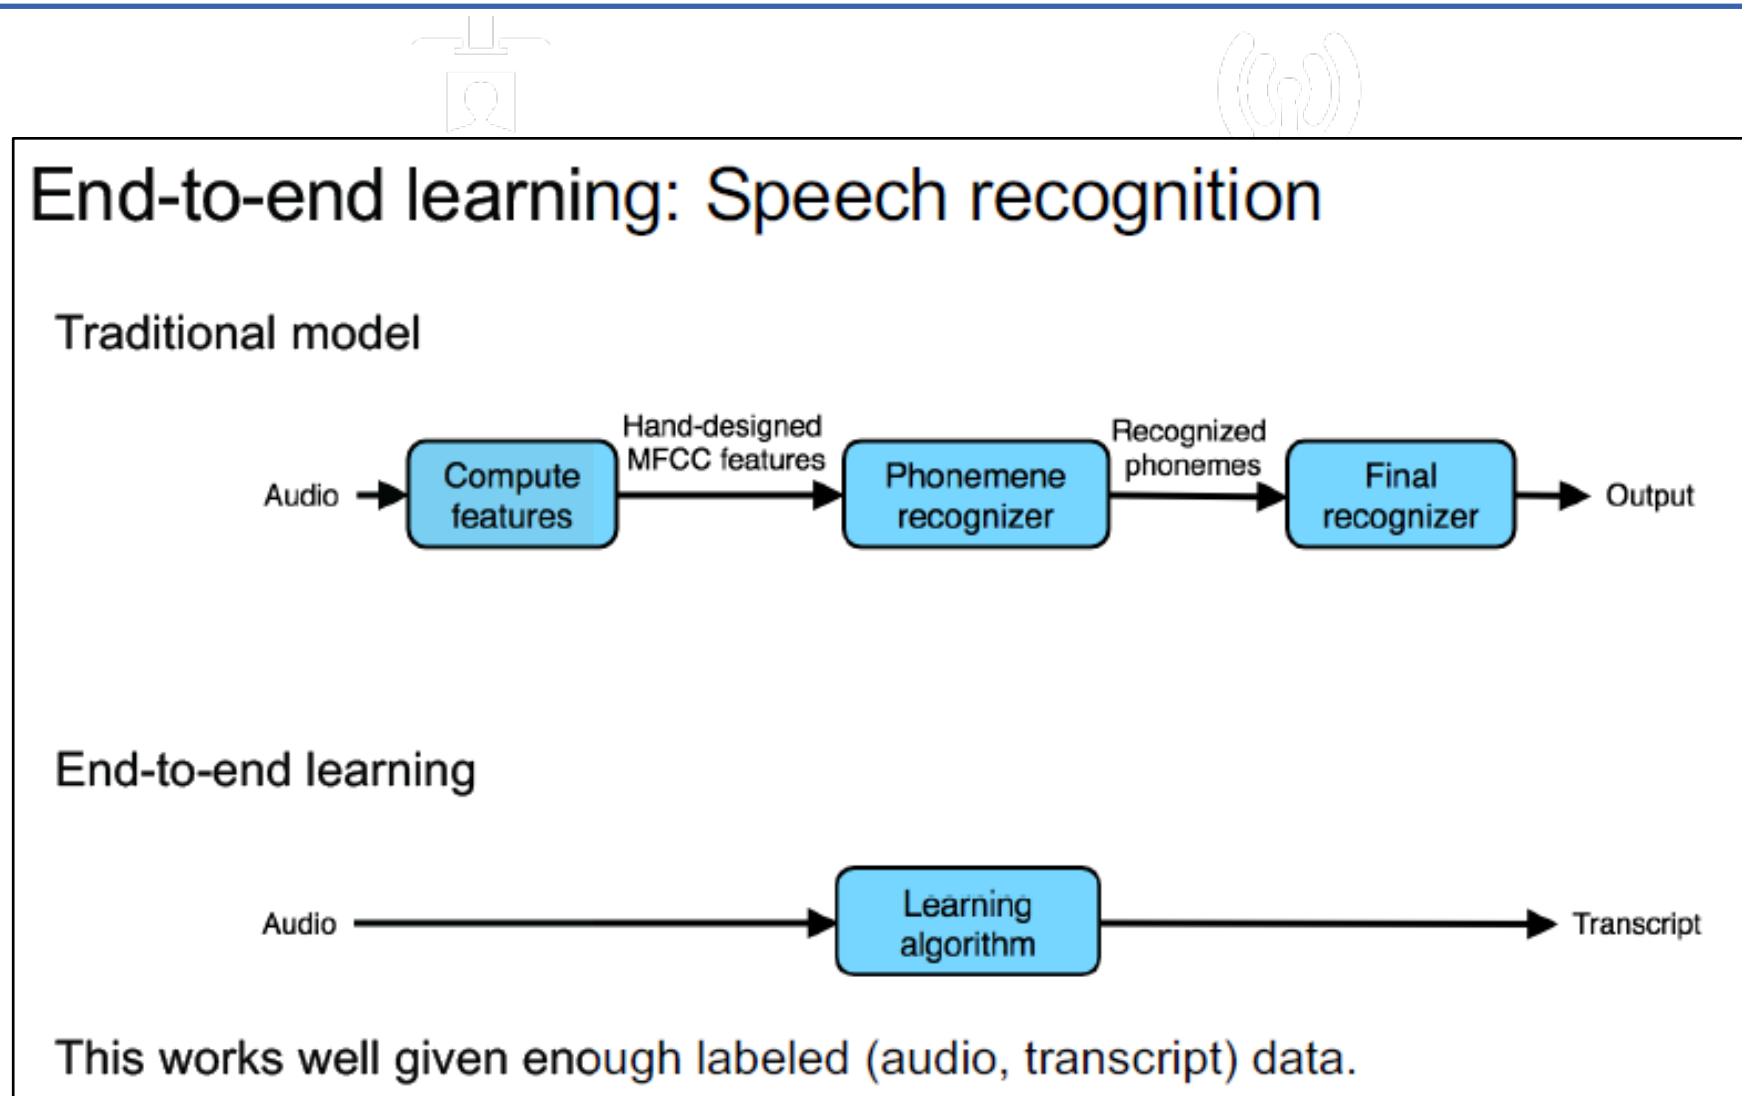 End-to-end learning: Speech recognition
Traditional model
Audio
Compute
features
Hand-designed
MFCC features
Phonemene
recognizer
Recognized
phonemes
Final
recognizer
Output
End-to-end learning
Audio
Learning
algorithm
Transcript
This works well given enough labeled (audio, transcript) data.